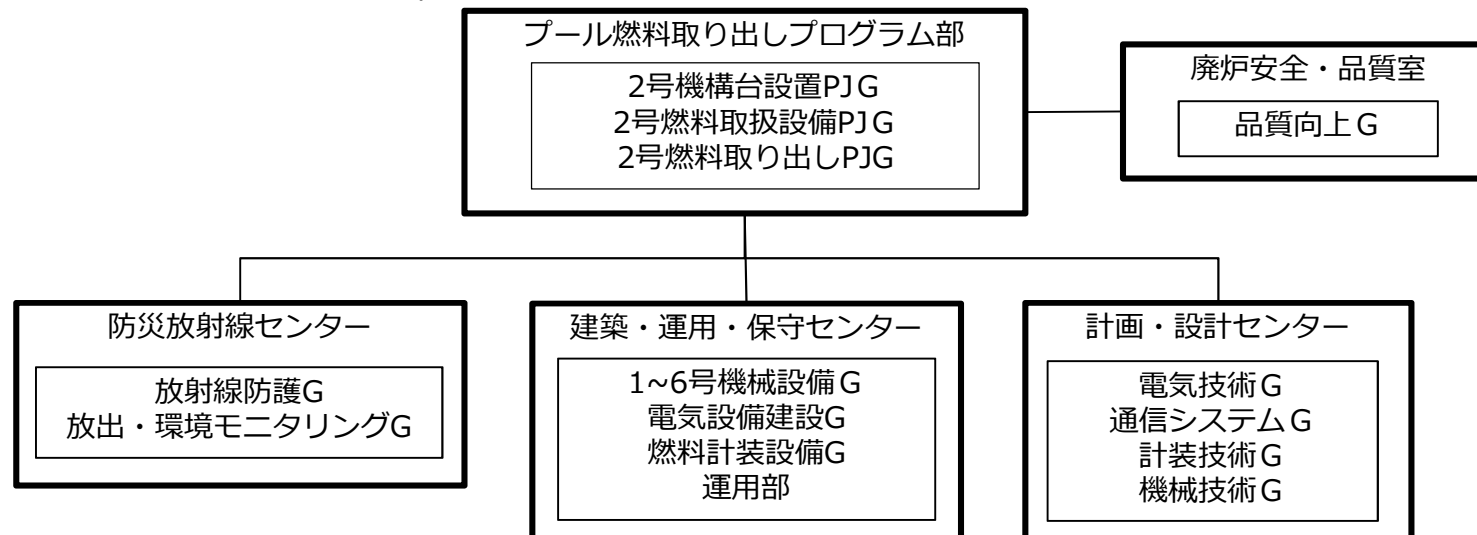 プール燃料取り出しプログラム部
2号機構台設置PJG
2号燃料取扱設備PJG
2号燃料取り出しPJG
廃炉安全・品質室
品質向上G
防災放射線センター
放射線防護G
放出・環境モニタリングG
建築・運用・保守センター
1~6号機械設備G
電気設備建設G
燃料計装設備G
運用部
計画・設計センター
電気技術G
通信システムG
計装技術G
機械技術G